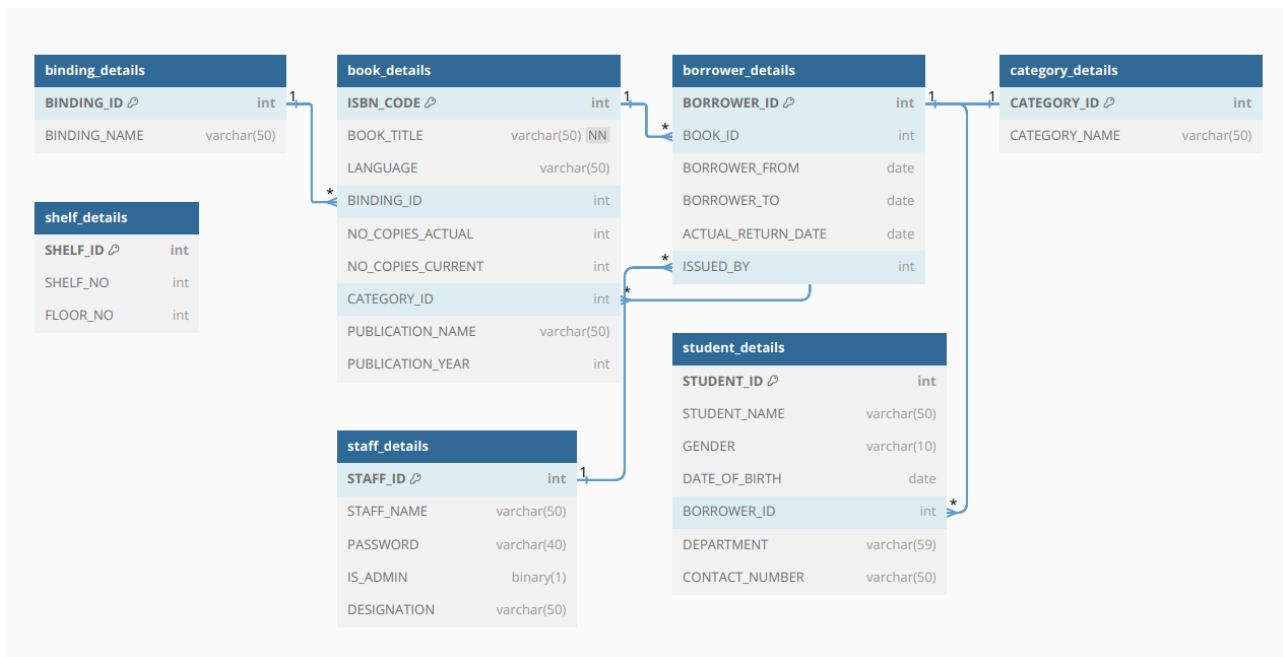 binding_details
BINDING_ID int
BINDING_NAME varchar(50)
shelf_details
SHELF_ID int
SHELF_NO int
FLOOR_NO int
book_details
ISBN_CODE int
BOOK_TITLE varchar(50) NN
LANGUAGE varchar(50)
BINDING_ID int
NO_COPIES_ACTUAL int
NO_COPIES_CURRENT int
CATEGORY_ID int
PUBLICATION_NAME varchar(50)
PUBLICATION_YEAR int
staff_details
STAFF_ID int
STAFF_NAME varchar(50)
PASSWORD varchar(40)
IS_ADMIN binary(1)
DESIGNATION varchar(50)
borrower_details
BORROWER_ID int
BOOK_ID int
BORROWER_FROM date
BORROWER_TO date
ACTUAL_RETURN_DATE date
ISSUED_BY int
student_details
STUDENT_ID int
STUDENT_NAME varchar(50)
GENDER varchar(10)
DATE_OF_BIRTH date
BORROWER_ID int
DEPARTMENT varchar(59)
CONTACT_NUMBER varchar(50)
category_details
CATEGORY_ID int
CATEGORY_NAME varchar(50)
1
*
1
*
1
1
*
*
1
*